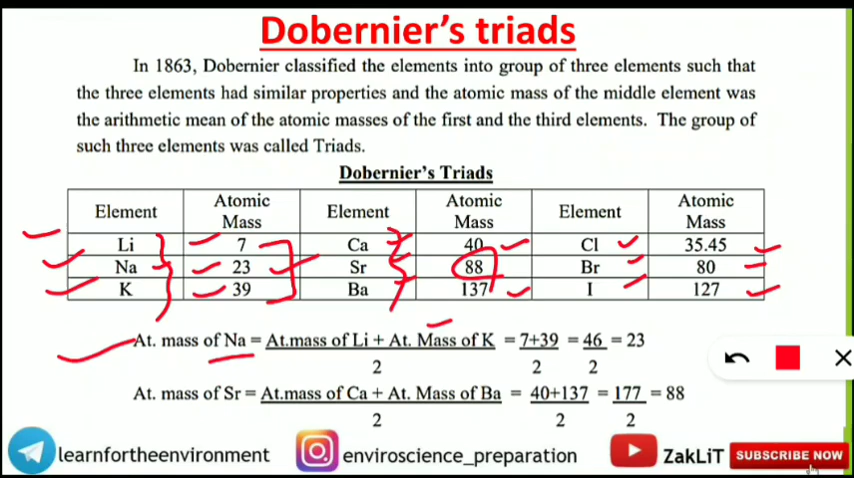 Dobernier's triads
In 1863, Dobernier classified the elements into group of three elements such that
the three elements had similar properties and the atomic mass of the middle element was
the arithmetic mean of the atomic masses of the first and the third elements. The group of
such three elements was called Triads.
Dobernier's Triads
Element Atomic Mass Element Atomic Mass Element Atomic Mass
Li 7 Ca 40 Cl 35.45
Na 23 Sr 88 Br 80
K 39 Ba 137 I 127
At. mass of Na = At.mass of Li + At. Mass of K = 7+39 = 46 = 23
2 2 2
At. mass of Sr = At.mass of Ca + At. Mass of Ba = 40+137 = 177 = 88
2 2 2
learnfortheenvironment enviroscience_preparation ZakLiT SUBSCRIBE NOW